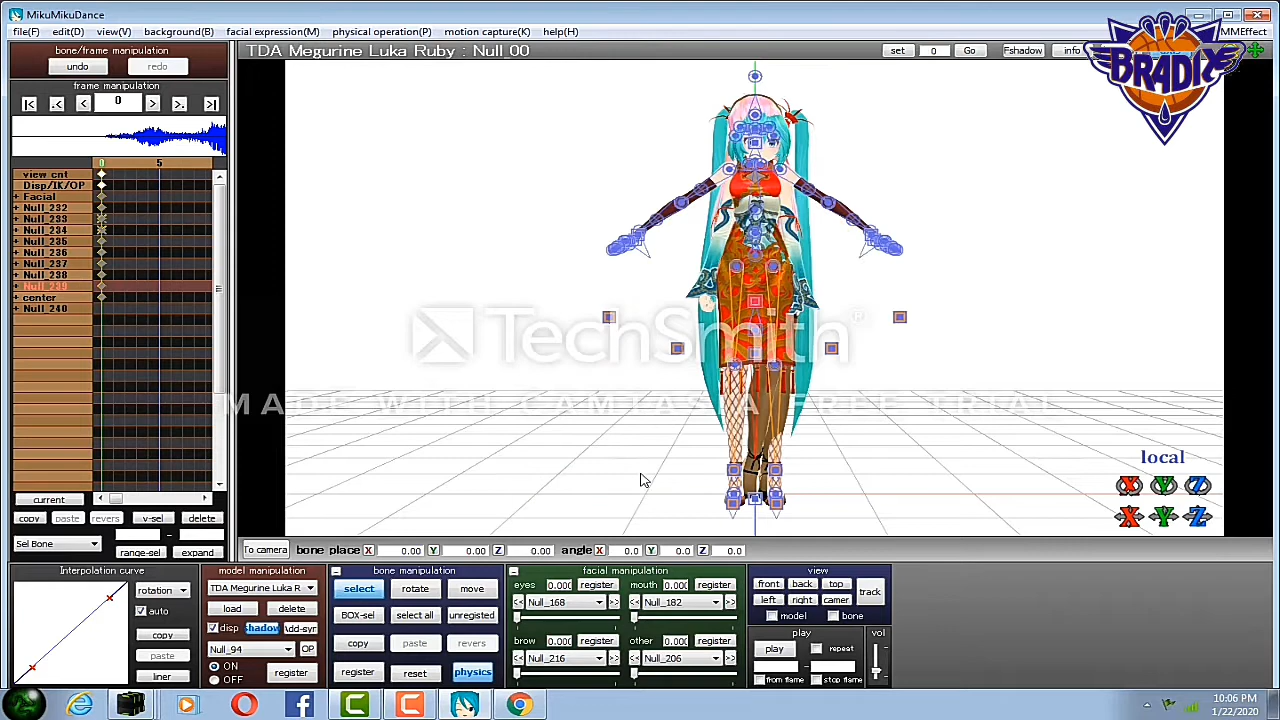 MikuMikuDance
file(F) edit(D) view(V) background(B) facial expression(M) physical operation(P) motion capture(K) help(H) MMEffect
bone/frame manipulation
undo redo
TDA Megurine Luka Ruby : Null_00
set 0 Go Fshadow info
BRADIX
frame manipulation
|< .< < 0 > >. >|
0 5
view cnt
Disp/IK/OP
+ Facial
+ Null_232
+ Null_233
+ Null_234
+ Null_235
+ Null_236
+ Null_237
+ Null_238
+ Null_239
+ center
+ Null_240
TechSmith®
MADE WITH CAMTASIA FREE TRIAL
local
X Y Z
X Y Z
current
copy paste revers v-sel delete
Sel Bone -
range-sel expand
To camera bone place X 0.00 Y 0.00 Z 0.00 angle X 0.0 Y 0.0 Z 0.0
Interpolation curve
rotation
auto
copy
paste
liner
model manipulation
TDA Megurine Luka R
load delete
disp shadow Add-syn
Null_94 OP
ON
OFF
register
bone manipulation
select rotate move
BOX-sel select all unregisted
copy paste revers
register reset physics
facial manipulation
eyes 0.000 register mouth 0.000 register
<< Null_168 >> << Null_182 >>
brow 0.000 register other 0.000 register
<< Null_216 >> << Null_206 >>
view
front back top
left right camer
track
model bone
play
play repeat
-
from flame stop flame
vol
10:06 PM
1/22/2020